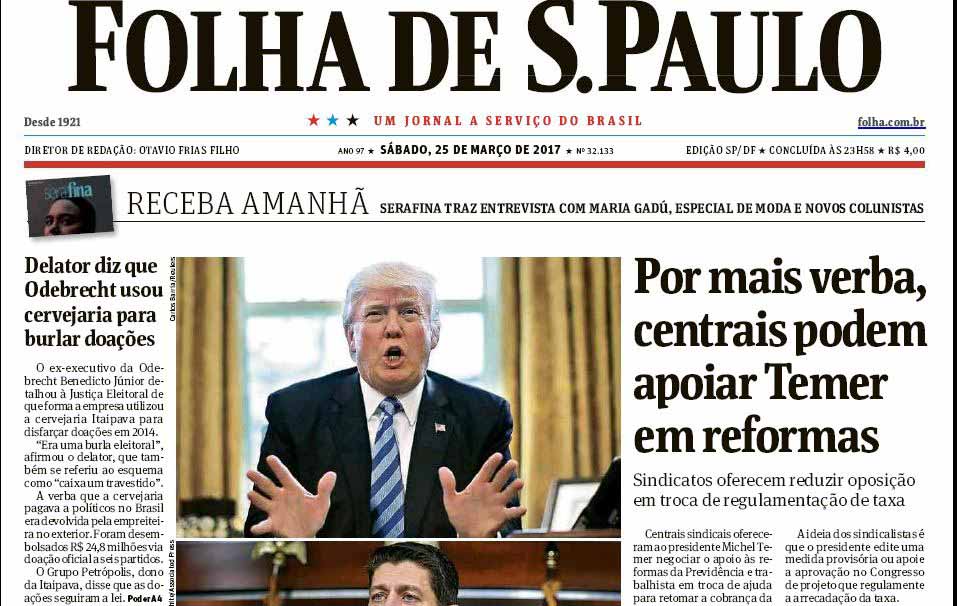 FOLHA DE S.PAULO
Desde 1921
★ ★ ★ UM JORNAL A SERVIÇO DO BRASIL
folha.com.br
DIRETOR DE REDAÇÃO: OTAVIO FRIAS FILHO
ANO 97 ★ SÁBADO, 25 DE MARÇO DE 2017 ★ Nº 32.133
EDIÇÃO SP/DF ★ CONCLUÍDA ÀS 23H58 ★ R$ 4,00
serafina
RECEBA AMANHÃ SERAFINA TRAZ ENTREVISTA COM MARIA GADÚ, ESPECIAL DE MODA E NOVOS COLUNISTAS
Delator diz que
Odebrecht usou
cervejaria para
burlar doações
O ex-executivo da Ode-
brecht Benedicto Júnior de-
talhou à Justiça Eleitoral de
que forma a empresa utilizou
a cervejaria Itaipava para
disfarçar doações em 2014.
“Era uma burla eleitoral”,
afirmou o delator, que tam-
bém se referiu ao esquema
como “caixa um travestido”.
A verba que a cervejaria
pagava a políticos no Brasil
era devolvida pela empreitei-
ra no exterior. Foram desem-
bolsados R$ 24,8 milhões via
doação oficial a seis partidos.
O Grupo Petrópolis, dono
da Itaipava, disse que as do-
ações seguiram a lei. Poder A4
Carlos Barria/Reuters
Associated Press
Por mais verba,
centrais podem
apoiar Temer
em reformas
Sindicatos oferecem reduzir oposição
em troca de regulamentação de taxa
Centrais sindicais oferece-
ram ao presidente Michel Te-
mer negociar o apoio às re-
formas da Previdência e tra-
balhista em troca de ajuda
para retomar a cobrança da
A ideia dos sindicalistas é
que o presidente edite uma
medida provisória ou apoie
a aprovação no Congresso
de projeto que regulamente
a arrecadação da taxa.